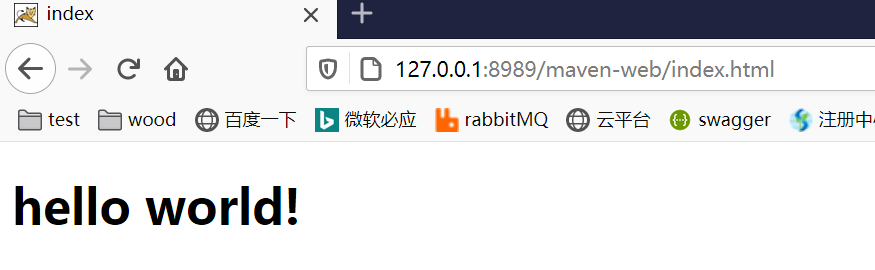 index
127.0.0.1:8989/maven-web/index.html
test wood 百度一下 微软必应 rabbitMQ 云平台 swagger 注册中
hello world!